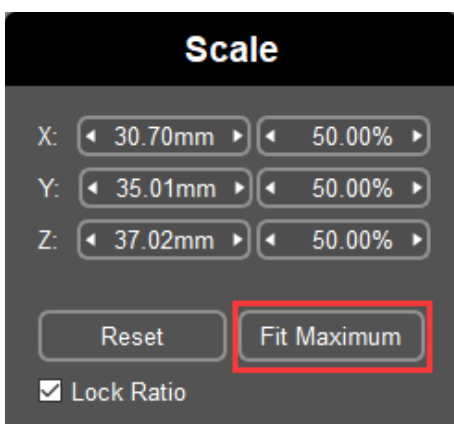 Scale
X: 30.70mm 50.00%
Y: 35.01mm 50.00%
Z: 37.02mm 50.00%
Reset Fit Maximum
Lock Ratio